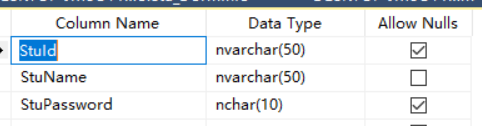 Column Name Data Type Allow Nulls
StuId nvarchar(50)
StuName nvarchar(50)
StuPassword nchar(10)